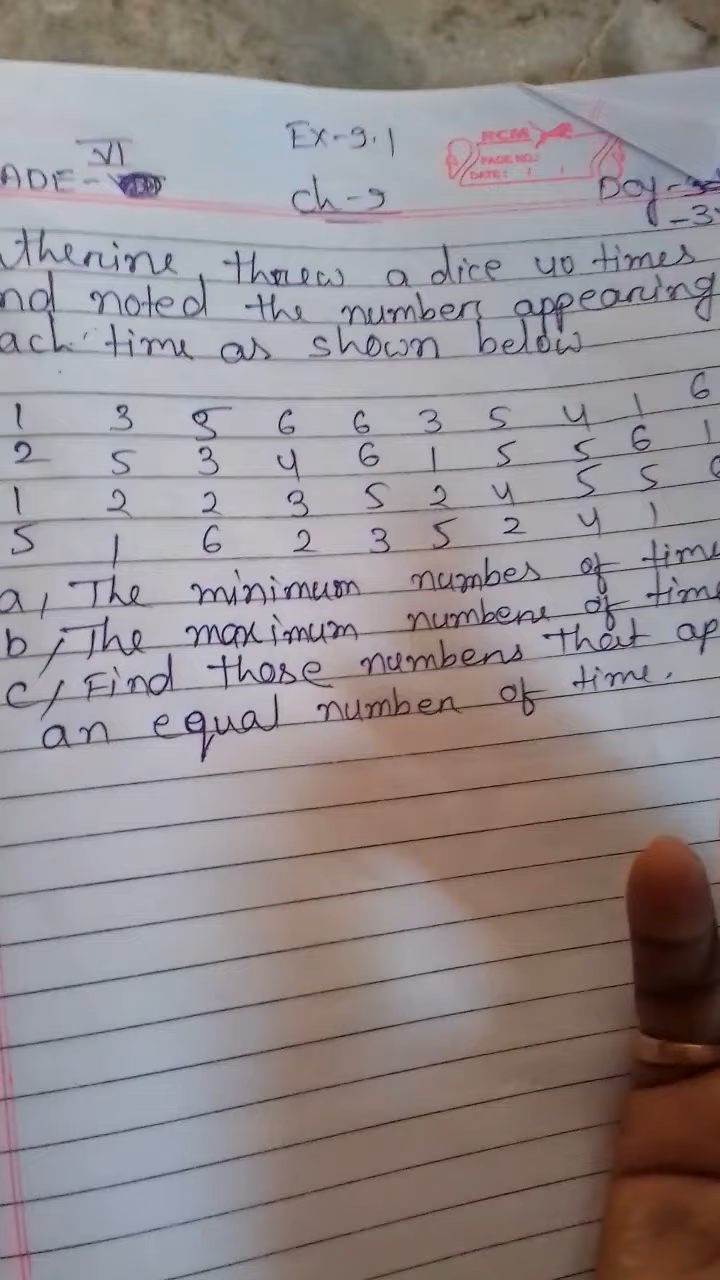 VI
ADE-
Ex-9.1
RCM
PAGE NO.:
DATE: / /
ch-9
Day-
-3
therine, threw a dice 40 times
nd noted the number appearing
ach time as shown below
1 3 5 6 6 3 5 4 1 6
2 5 3 4 6 1 5 5 6 1
1 2 2 3 5 2 4 5 5
5 1 6 2 3 5 2 4 1
a, The minimum number of time
b, The maximum number of time
c, Find those numbers that ap
an equal number of time.